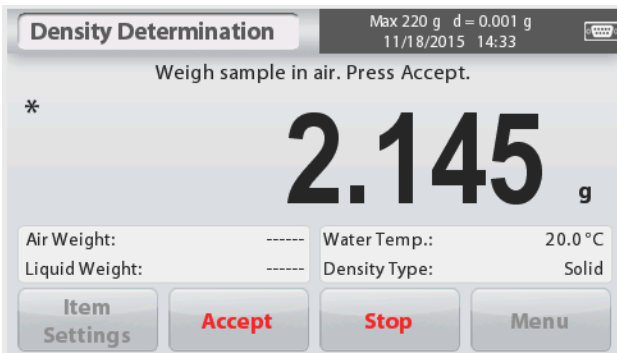 Density Determination
Max 220 g d = 0.001 g
11/18/2015 14:33
Weigh sample in air. Press Accept.
*
2.145 g
Air Weight: ------ Water Temp.: 20.0 °C
Liquid Weight: ------ Density Type: Solid
Item
Settings
Accept
Stop
Menu